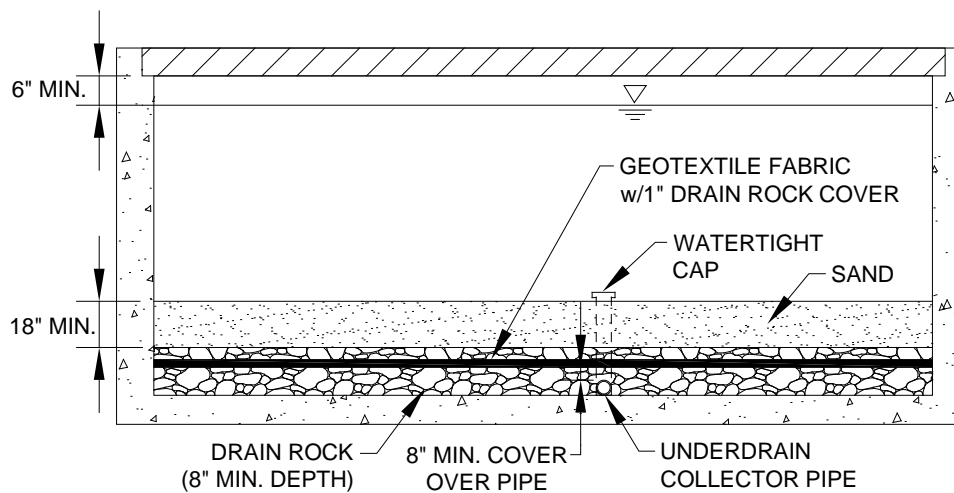 6" MIN.
GEOTEXTILE FABRIC
w/1" DRAIN ROCK COVER
WATERTIGHT
CAP
SAND
18" MIN.
DRAIN ROCK
(8" MIN. DEPTH)
8" MIN. COVER
OVER PIPE
UNDERDRAIN
COLLECTOR PIPE